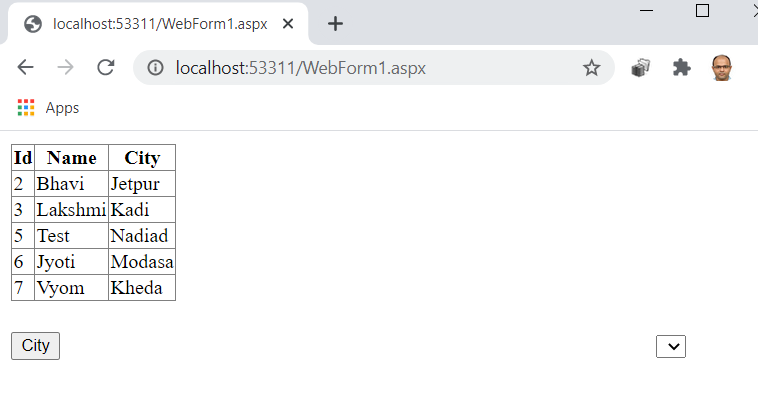 localhost:53311/WebForm1.aspx
localhost:53311/WebForm1.aspx
Apps
Id Name City
2 Bhavi Jetpur
3 Lakshmi Kadi
5 Test Nadiad
6 Jyoti Modasa
7 Vyom Kheda
City